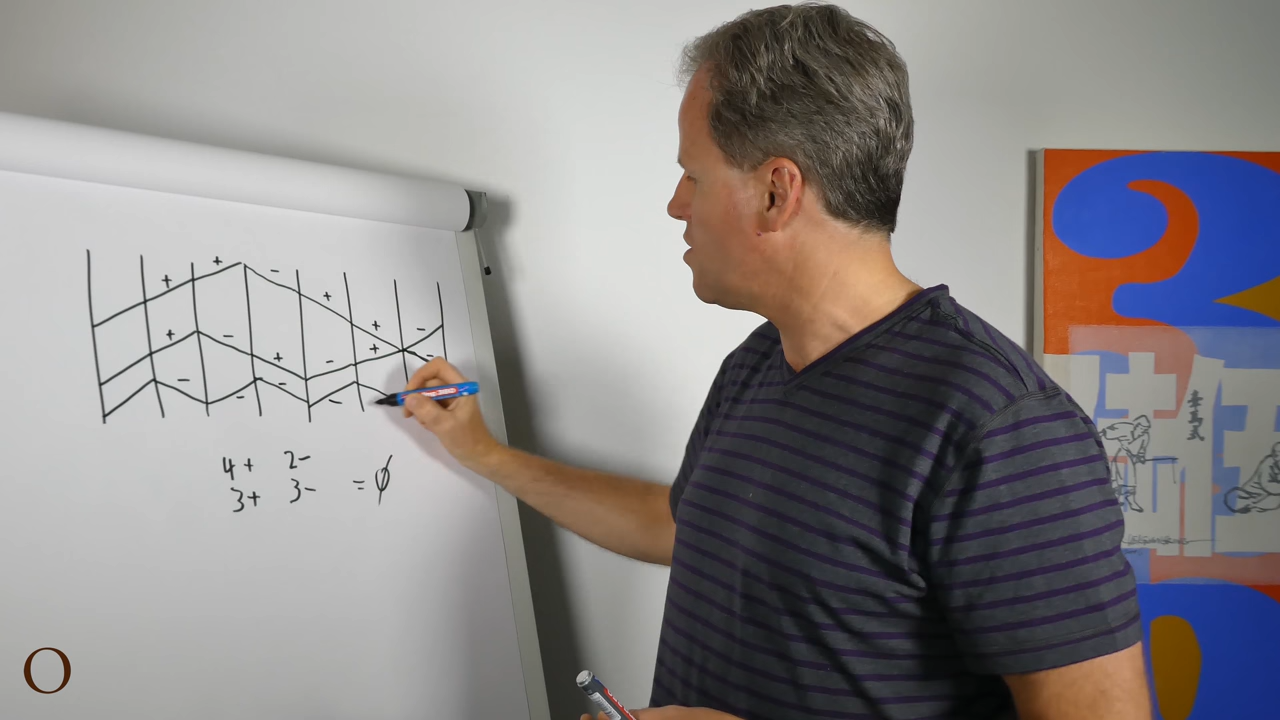 + + -
+ - + + -
+ - + - + -
- - - -
4+ 2-
3+ 3- =∅
O